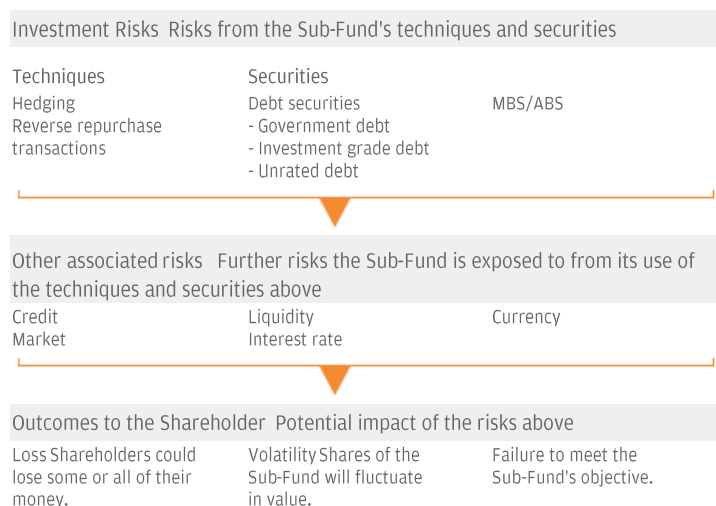 Investment Risks Risks from the Sub-Fund's techniques and securities
Techniques
Hedging
Reverse repurchase
transactions
Securities
Debt securities
- Government debt
- Investment grade debt
- Unrated debt
MBS/ABS
Other associated risks Further risks the Sub-Fund is exposed to from its use of
the techniques and securities above
Credit
Market
Liquidity
Interest rate
Currency
Outcomes to the Shareholder Potential impact of the risks above
Loss Shareholders could
lose some or all of their
money.
Volatility Shares of the
Sub-Fund will fluctuate
in value.
Failure to meet the
Sub-Fund's objective.